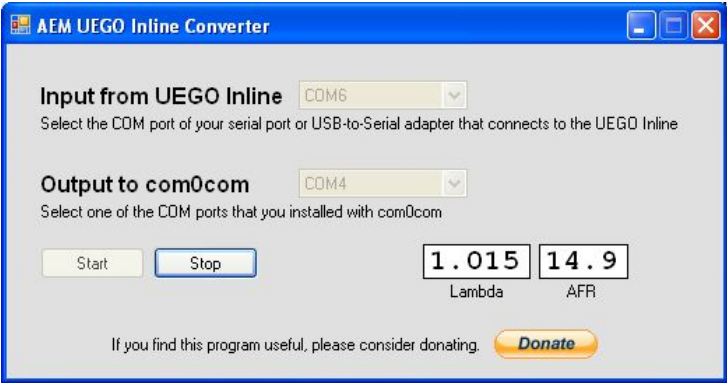 AEM UEGO Inline Converter
Input from UEGO Inline COM6
Select the COM port of your serial port or USB-to-Serial adapter that connects to the UEGO Inline
Output to com0com COM4
Select one of the COM ports that you installed with com0com
Start Stop 1.015 14.9
Lambda AFR
If you find this program useful, please consider donating. Donate